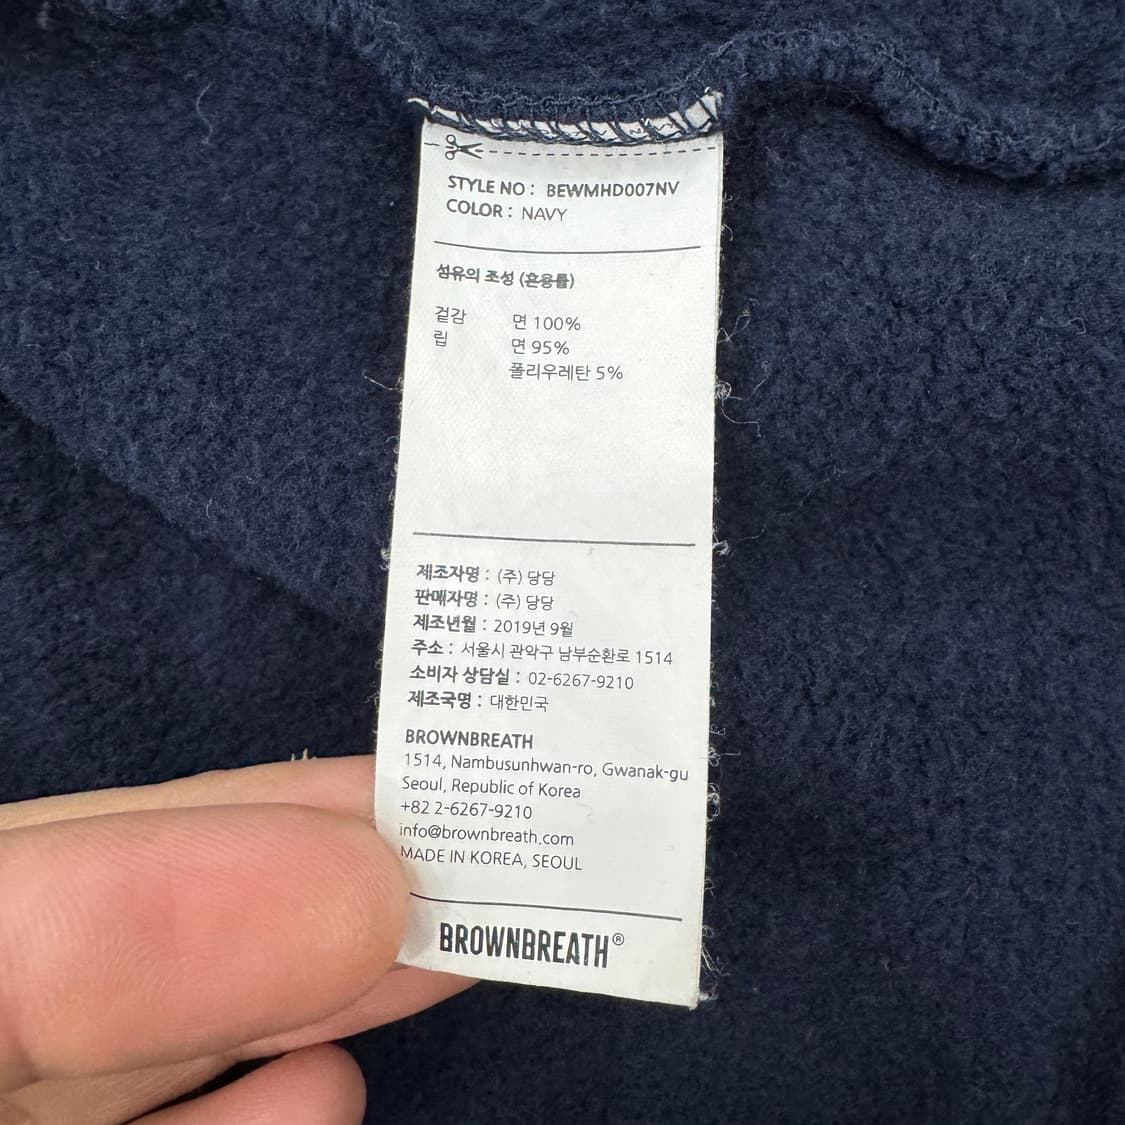 STYLE NO : BEWMHD007NV
COLOR : NAVY
섬유의 조성 (혼용률)
겉감 면 100%
립 면 95%
폴리우레탄 5%
제조자명 : (주) 당당
판매자명 : (주) 당당
제조년월 : 2019년 9월
주소 : 서울시 관악구 남부순환로 1514
소비자 상담실 : 02-6267-9210
제조국명 : 대한민국
BROWNBREATH
1514, Nambusunhwan-ro, Gwanak-gu
Seoul, Republic of Korea
+82 2-6267-9210
info@brownbreath.com
MADE IN KOREA, SEOUL
BROWNBREATH®